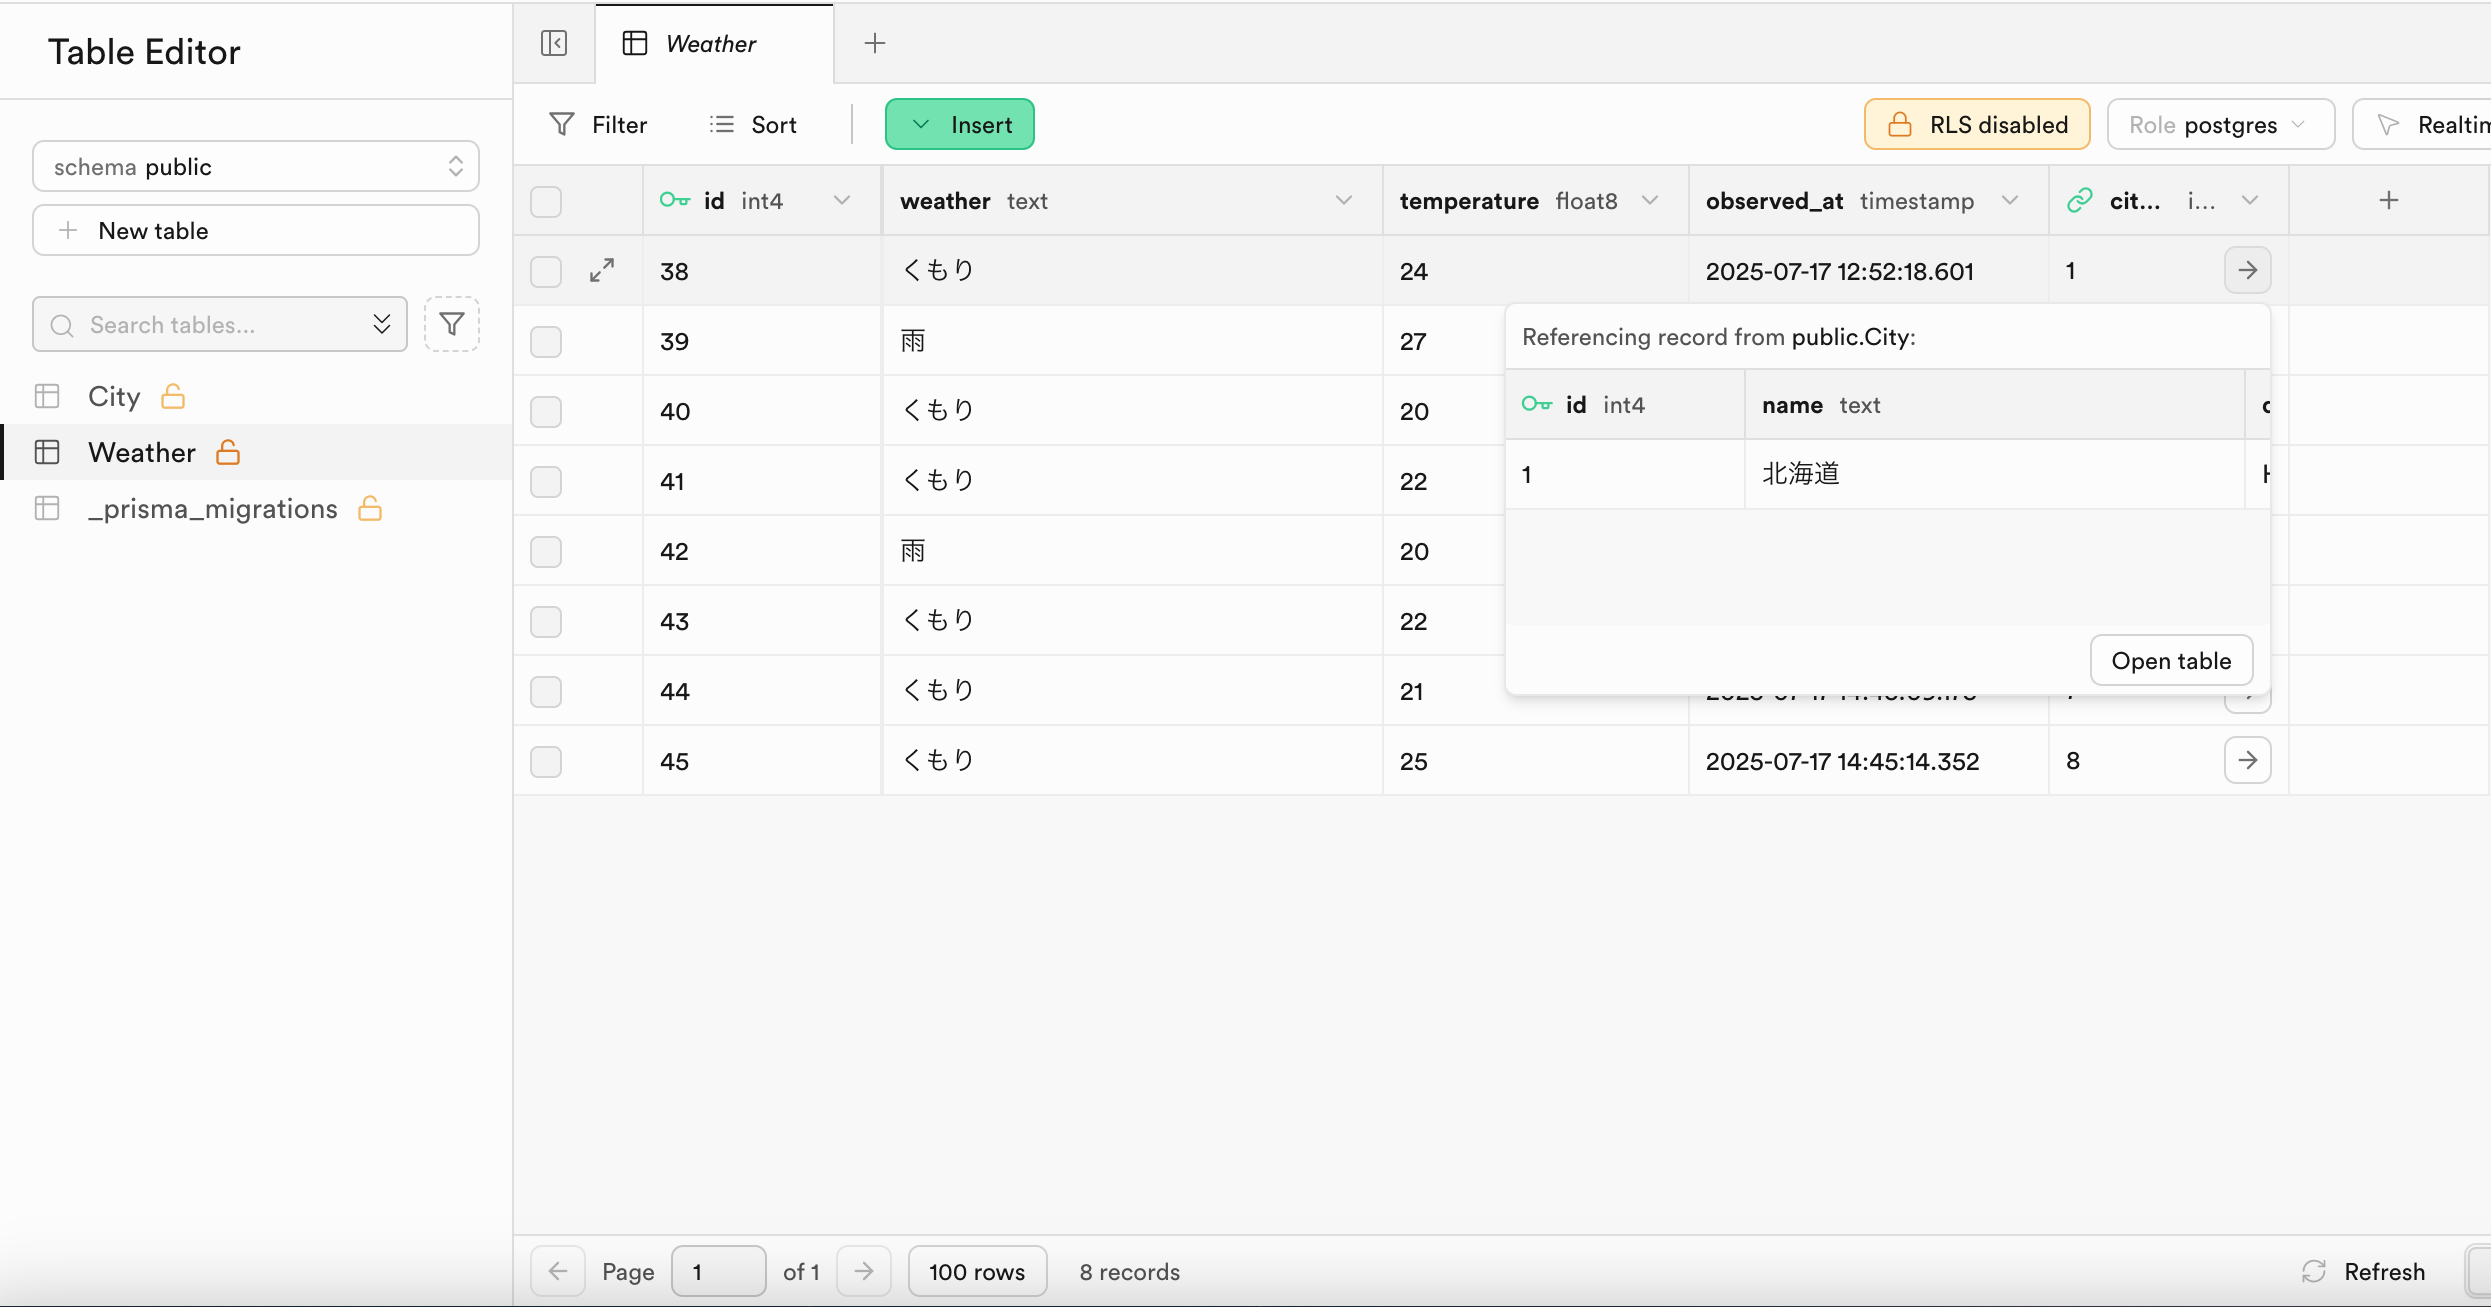 Table Editor
schema public
New table
Search tables...
City
Weather
_prisma_migrations
Weather
Filter
Sort
Insert
RLS disabled
Role postgres
id int4
weather text
temperature float8
observed_at timestamp
cit... i...
38 くもり 24 2025-07-17 12:52:18.601 1
39 雨 27
40 くもり 20
41 くもり 22
42 雨 20
43 くもり 22
44 くもり 21
45 くもり 25 2025-07-17 14:45:14.352 8
Referencing record from public.City:
id int4
name text
1 北海道
Open table
Page 1 of 1
100 rows
8 records
Refresh